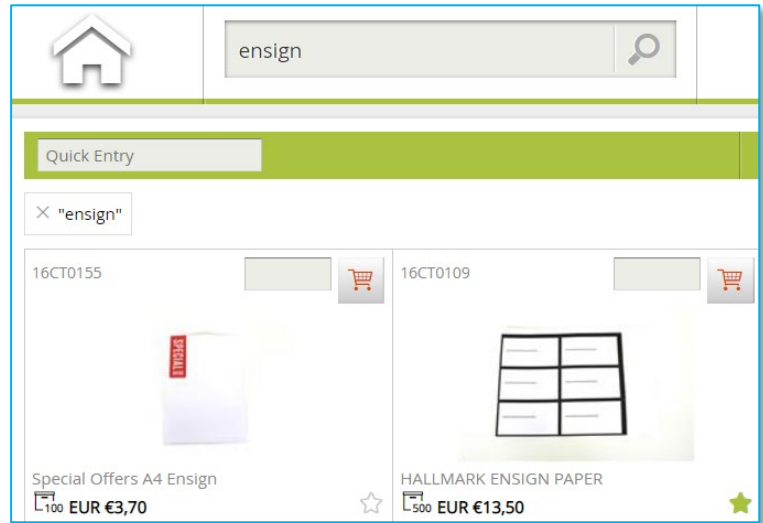 ensign
Quick Entry
× "ensign"
16CT0155
16CT0109
SPECIALS
Special Offers A4 Ensign
HALLMARK ENSIGN PAPER
100 EUR €3,70
500 EUR €13,50